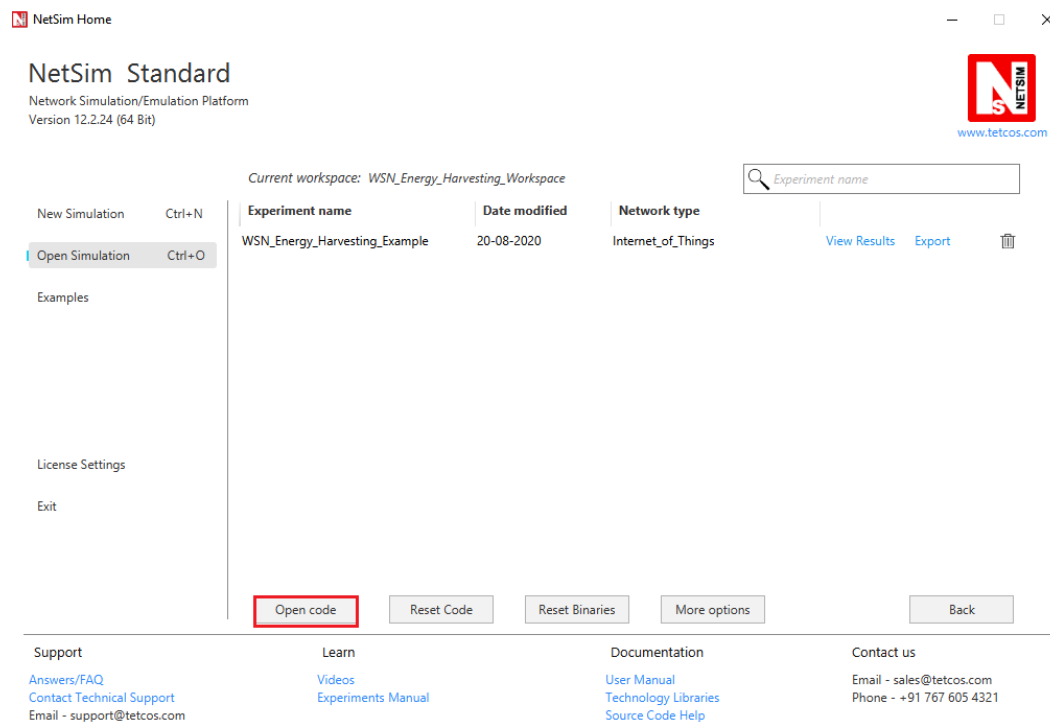 NetSim Home
NetSim Standard
Network Simulation/Emulation Platform
Version 12.2.24 (64 Bit)
NETSIM
www.tetcos.com
Current workspace: WSN_Energy_Harvesting_Workspace
Experiment name
New Simulation Ctrl+N
Experiment name Date modified Network type
Open Simulation Ctrl+O
WSN_Energy_Harvesting_Example 20-08-2020 Internet_of_Things View Results Export
Examples
License Settings
Exit
Open code Reset Code Reset Binaries More options Back
Support Learn Documentation Contact us
Answers/FAQ Videos User Manual Email - sales@tetcos.com
Contact Technical Support Experiments Manual Technology Libraries Phone - +91 767 605 4321
Email - support@tetcos.com Source Code Help